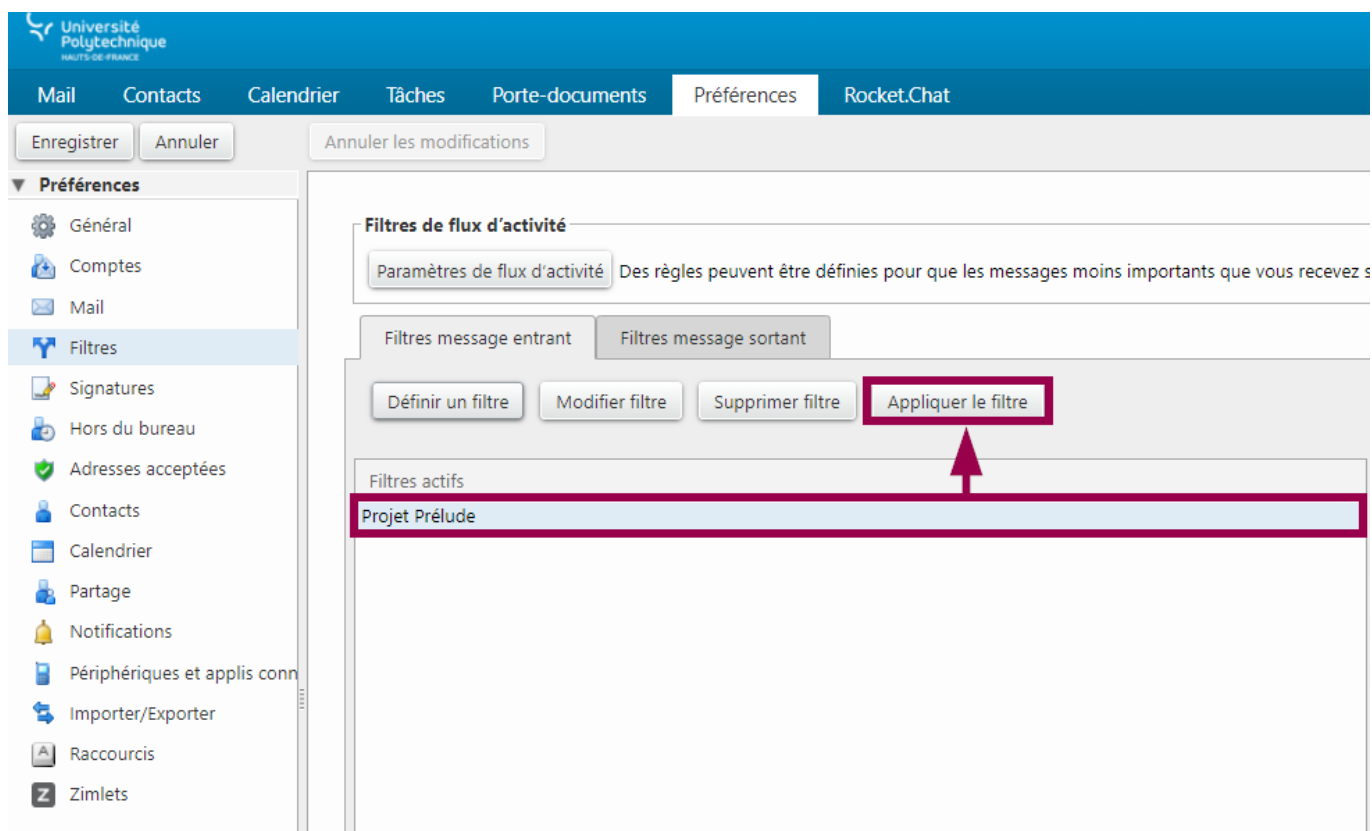 Université
Polytechnique
HAUTS-DE-FRANCE
Mail Contacts Calendrier Tâches Porte-documents Préférences Rocket.Chat
Enregistrer Annuler Annuler les modifications
Préférences
Général
Comptes
Mail
Filtres
Signatures
Hors du bureau
Adresses acceptées
Contacts
Calendrier
Partage
Notifications
Périphériques et applis conn
Importer/Exporter
A Raccourcis
Z Zimlets
Filtres de flux d'activité
Paramètres de flux d'activité Des règles peuvent être définies pour que les messages moins importants que vous recevez s
Filtres message entrant Filtres message sortant
Définir un filtre Modifier filtre Supprimer filtre Appliquer le filtre
Filtres actifs
Projet Prélude